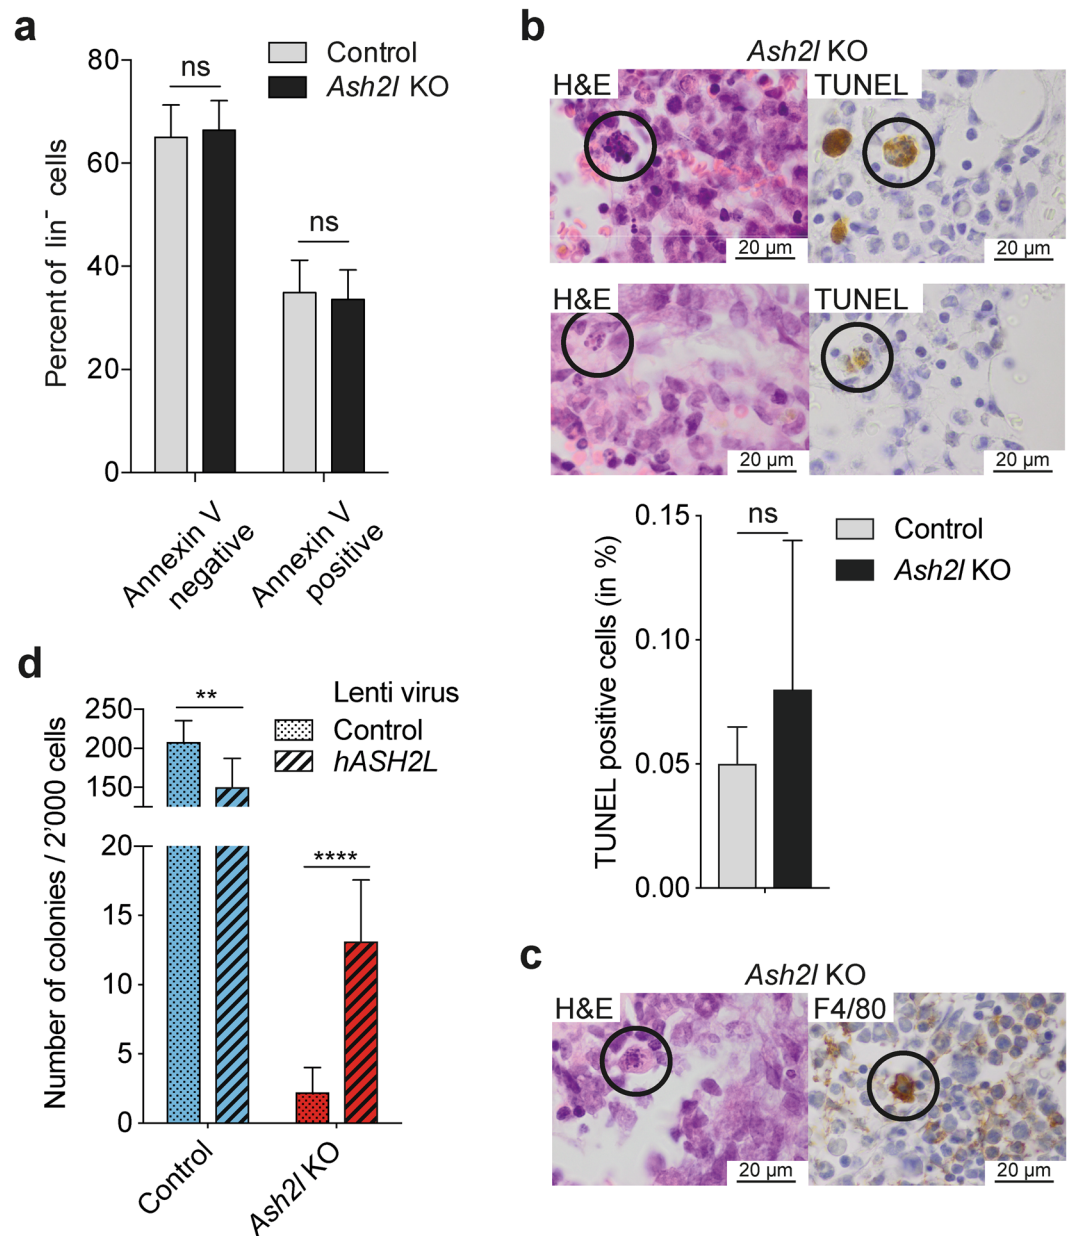 a
Percent of lin⁻ cells
80
60
40
20
0
ns
ns
Control
Ash2l KO
Annexin V
negative
Annexin V
positive
b
Ash2l KO
H&E
TUNEL
20 µm
20 µm
H&E
TUNEL
20 µm
20 µm
TUNEL positive cells (in %)
0.15
0.10
0.05
0.00
ns
Control
Ash2l KO
d
Number of colonies / 2'000 cells
250
200
150
20
15
10
5
0
**
****
Lenti virus
Control
hASH2L
Control
Ash2l KO
c
Ash2l KO
H&E
F4/80
20 µm
20 µm